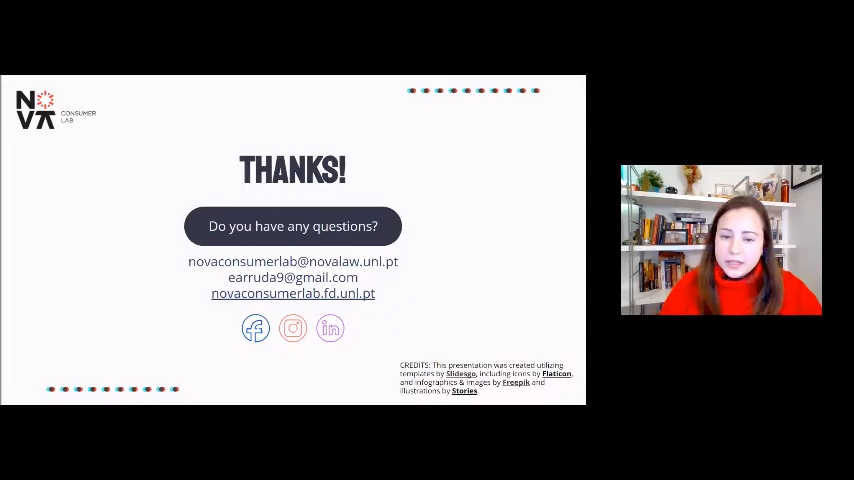 NOVA
CONSUMER
LAB
THANKS!
Do you have any questions?
novaconsumerlab@novalaw.unl.pt
earruda9@gmail.com
novaconsumerlab.fd.unl.pt
CREDITS: This presentation was created utilizing
templates by Slidesgo, including icons by Flaticon,
and infographics & images by Freepik and
illustrations by Stories.